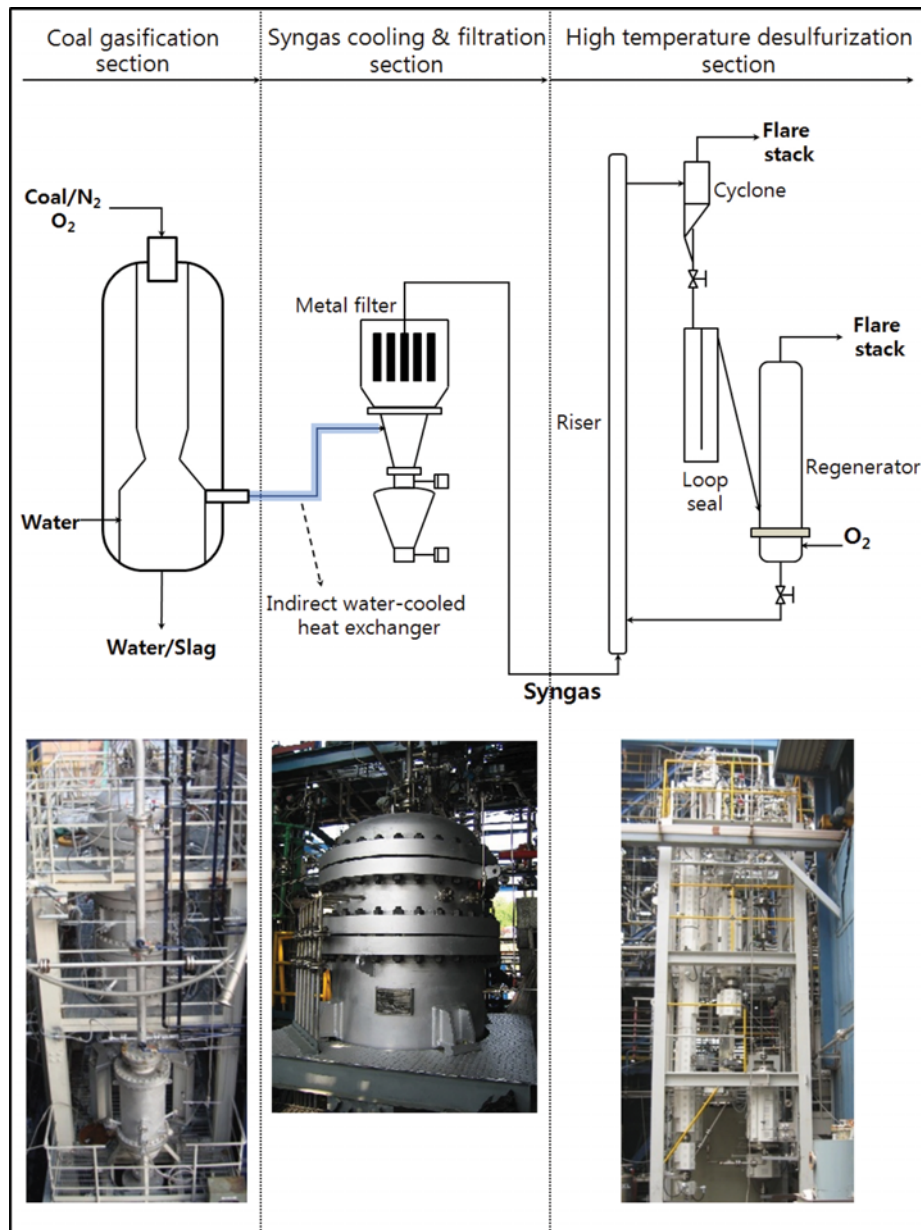 Coal gasification
section
Syngas cooling & filtration
section
High temperature desulfurization
section
Coal/N₂
O₂
Water
Water/Slag
Metal filter
Indirect water-cooled
heat exchanger
Syngas
Riser
Flare
stack
Cyclone
Loop
seal
Flare
stack
Regenerator
O₂